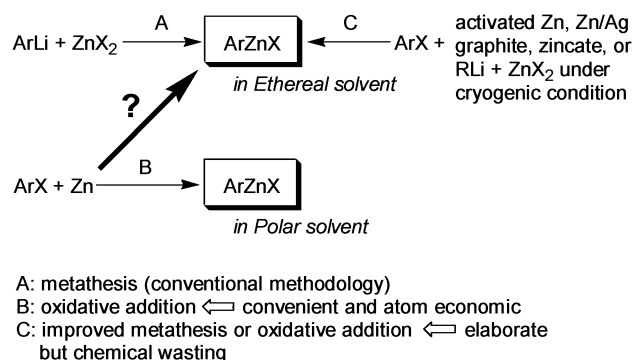 ArLi + ZnX2
A
ArZnX
C
ArX +
activated Zn, Zn/Ag
graphite, zincate, or
RLi + ZnX2 under
cryogenic condition
in Ethereal solvent
?
ArX + Zn
B
ArZnX
in Polar solvent
A: metathesis (conventional methodology)
B: oxidative addition ⇐ convenient and atom economic
C: improved metathesis or oxidative addition ⇐ elaborate
but chemical wasting